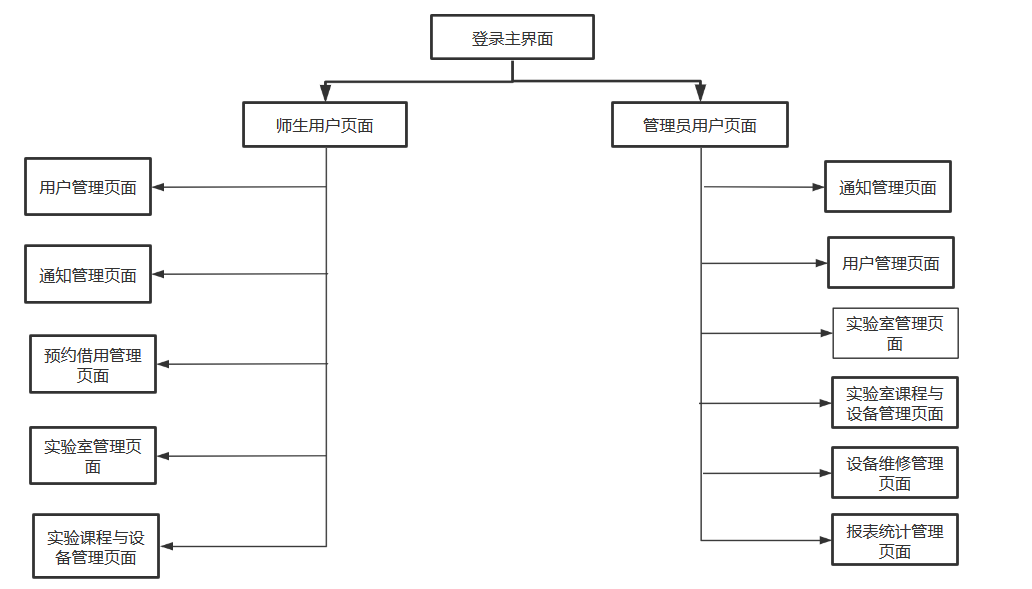 登录主界面
师生用户页面
管理员用户页面
用户管理页面
通知管理页面
预约借用管理
页面
实验室管理页
面
实验课程与设
备管理页面
通知管理页面
用户管理页面
实验室管理页
面
实验室课程与
设备管理页面
设备维修管理
页面
报表统计管理
页面